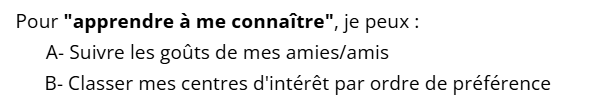 Pour "apprendre à me connaître", je peux :
A- Suivre les goûts de mes amies/amis
B- Classer mes centres d'intérêt par ordre de préférence